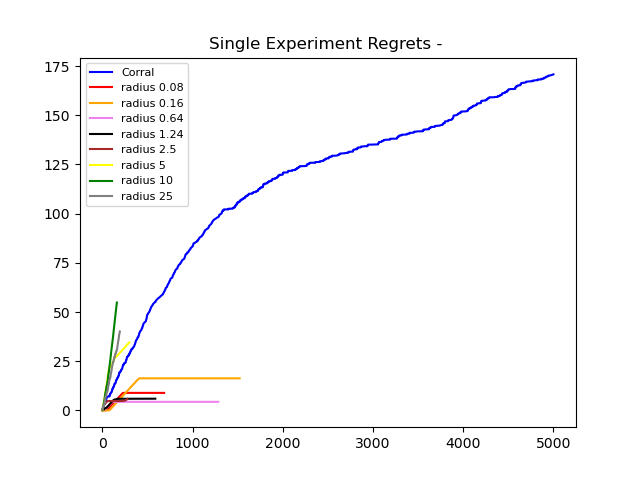 Single Experiment Regrets -
175
150
125
100
75
50
25
0
Corral
radius 0.08
radius 0.16
radius 0.64
radius 1.24
radius 2.5
radius 5
radius 10
radius 25
0 1000 2000 3000 4000 5000